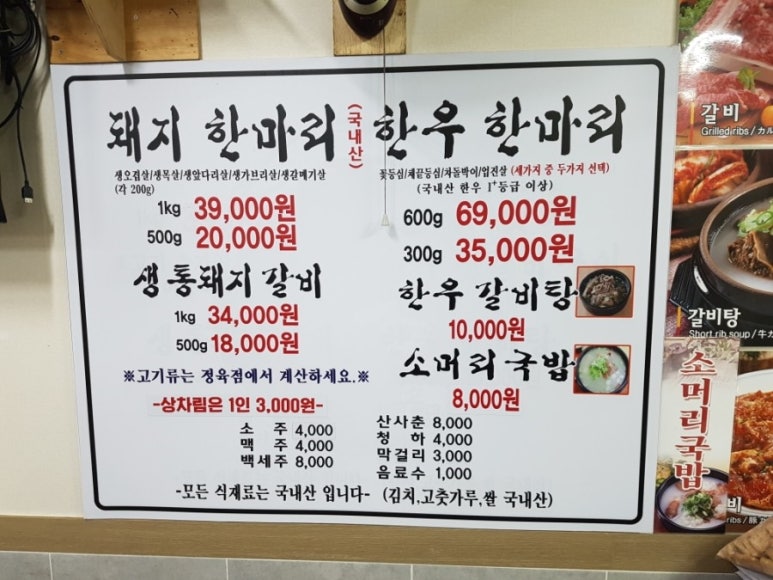 돼지 한마리 (국내산)
생오겹살/생목살/생앞다리살/생가브리살/생갈매기살
(각 200g)
1kg 39,000원
500g 20,000원
생통돼지갈비
1kg 34,000원
500g 18,000원
※고기류는 정육점에서 계산하세요.※
-상차림은 1인 3,000원-
소 주 4,000
맥 주 4,000
백세주 8,000
한우 한마리
꽃등심/채끝등심/차돌박이/업진살 (세가지 중 두가지 선택)
(국내산 한우 1⁺등급 이상)
600g 69,000원
300g 35,000원
한우 갈비탕
10,000원
소머리국밥
8,000원
산사춘 8,000
청 하 4,000
막걸리 3,000
음료수 1,000
-모든 식재료는 국내산 입니다- (김치,고춧가루,쌀 국내산)
갈비
Grilled ribs / カル
갈비탕
Short rib soup / 牛カ
소머리국밥
비
ribs / 豚